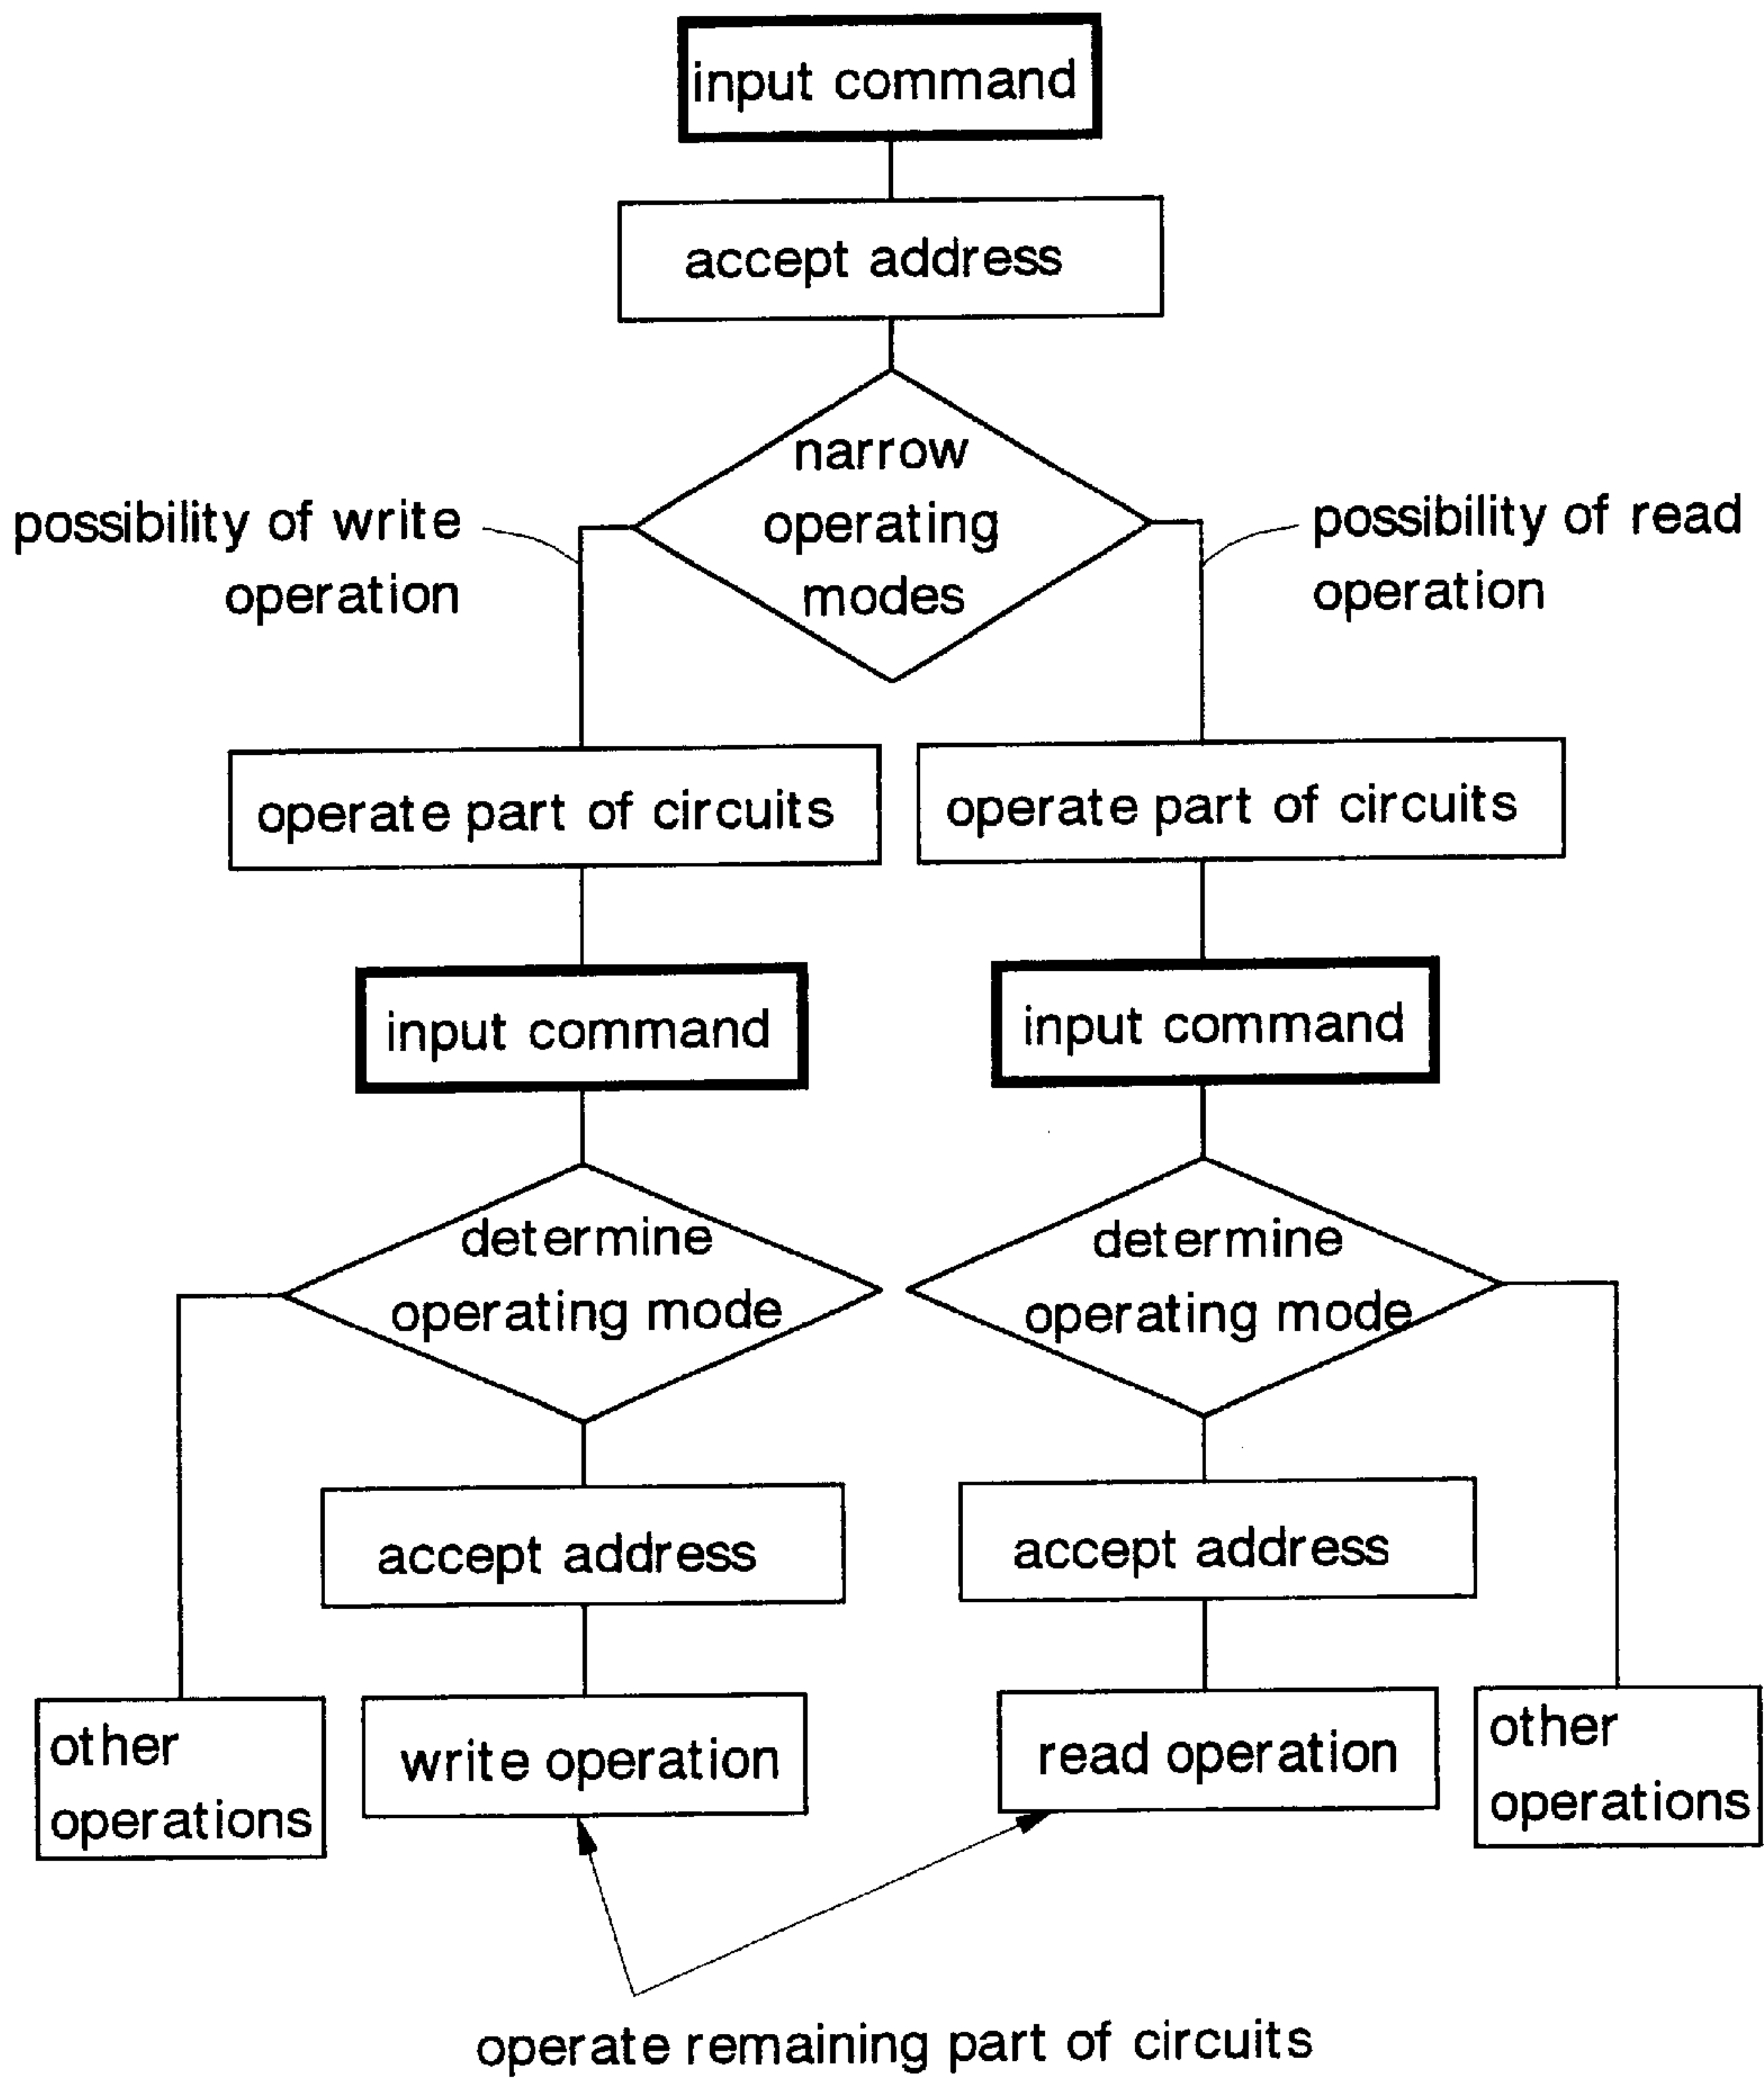 input command
accept address
narrow
operating
modes
possibility of write
operation
possibility of read
operation
operate part of circuits
operate part of circuits
input command
input command
determine
operating mode
determine
operating mode
accept address
accept address
other
operations
write operation
read operation
other
operations
operate remaining part of circuits